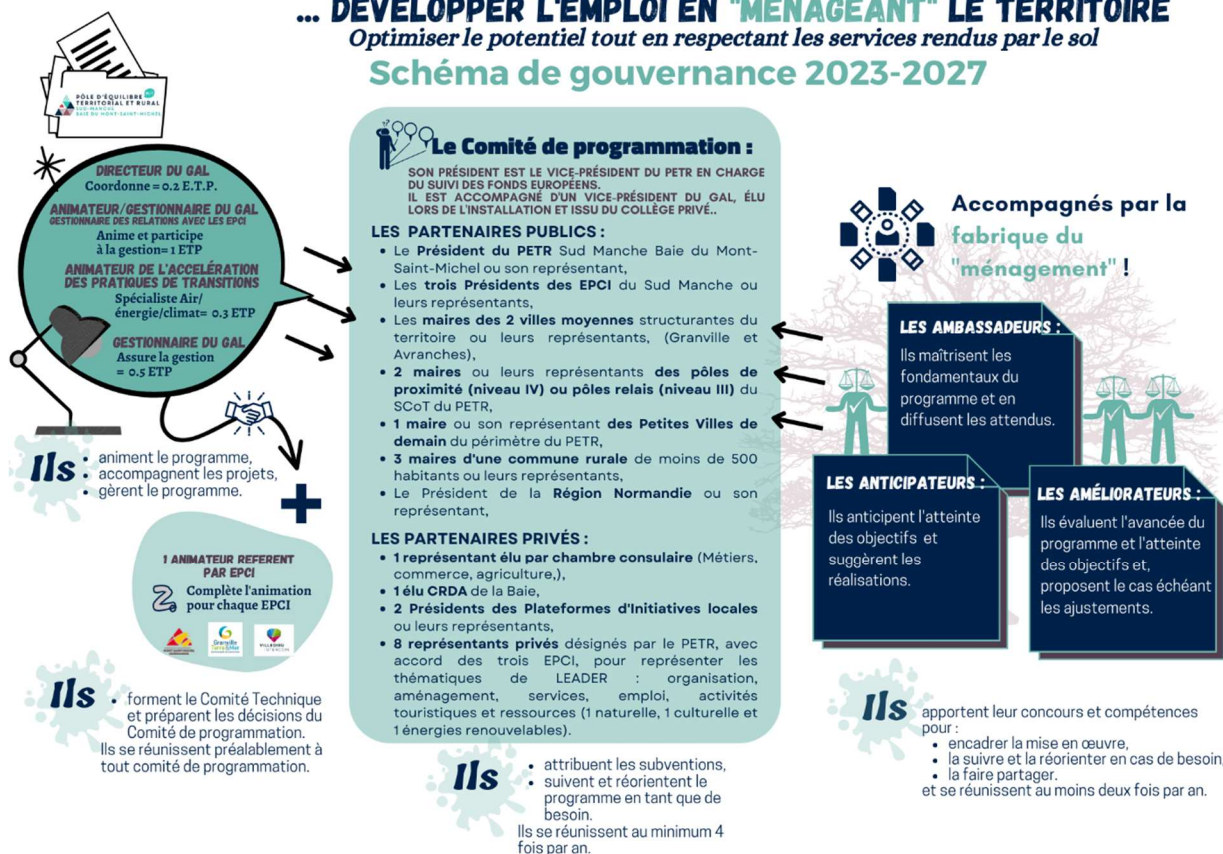 ... DÉVELOPPER L'EMPLOI EN "MÉNAGEANT" LE TERRITOIRE
Optimiser le potentiel tout en respectant les services rendus par le sol
Schéma de gouvernance 2023-2027
PÔLE D'ÉQUILIBRE
TERRITORIAL ET RURAL
SUD-MANCHE
BAIE DU MONT-SAINT-MICHEL
DIRECTEUR DU GAL
Coordonne = 0.2 E.T.P.
ANIMATEUR/GESTIONNAIRE DU GAL
GESTIONNAIRE DES RELATIONS AVEC LES EPCI
Anime et participe
à la gestion= 1 ETP
ANIMATEUR DE L'ACCELÉRATION
DES PRATIQUES DE TRANSITIONS
Spécialiste Air/
énergie/climat= 0.3 ETP
GESTIONNAIRE DU GAL
Assure la gestion
= 0.5 ETP
Ils
• animent le programme,
• accompagnent les projets,
• gèrent le programme.
+
1 ANIMATEUR REFERENT
PAR EPCI
Complète l'animation
pour chaque EPCI
Granville
Terre & Mer
VILLEDIEU
INTERCOM
Ils
• forment le Comité Technique
et préparent les décisions du
Comité de programmation.
Ils se réunissent préalablement à
tout comité de programmation.
Le Comité de programmation :
SON PRÉSIDENT EST LE VICE-PRÉSIDENT DU PETR EN CHARGE
DU SUIVI DES FONDS EUROPÉENS.
IL EST ACCOMPAGNÉ D'UN VICE-PRÉSIDENT DU GAL, ÉLU
LORS DE L'INSTALLATION ET ISSU DU COLLÈGE PRIVÉ..
LES PARTENAIRES PUBLICS :
• Le Président du PETR Sud Manche Baie du Mont-
Saint-Michel ou son représentant,
• Les trois Présidents des EPCI du Sud Manche ou
leurs représentants,
• Les maires des 2 villes moyennes structurantes du
territoire ou leurs représentants, (Granville et
Avranches),
• 2 maires ou leurs représentants des pôles de
proximité (niveau IV) ou pôles relais (niveau III) du
SCoT du PETR,
• 1 maire ou son représentant des Petites Villes de
demain du périmètre du PETR,
• 3 maires d'une commune rurale de moins de 500
habitants ou leurs représentants,
• Le Président de la Région Normandie ou son
représentant,
LES PARTENAIRES PRIVÉS :
• 1 représentant élu par chambre consulaire (Métiers,
commerce, agriculture,),
• 1 élu CRDA de la Baie,
• 2 Présidents des Plateformes d'Initiatives locales
ou leurs représentants,
• 8 représentants privés désignés par le PETR, avec
accord des trois EPCI, pour représenter les
thématiques de LEADER : organisation,
aménagement, services, emploi, activités
touristiques et ressources (1 naturelle, 1 culturelle et
1 énergies renouvelables).
Ils
• attribuent les subventions,
• suivent et réorientent le
programme en tant que de
besoin.
Ils se réunissent au minimum 4
fois par an.
Accompagnés par la
fabrique du
"ménagement" !
LES AMBASSADEURS :
Ils maîtrisent les
fondamentaux du
programme et en
diffusent les attendus.
LES ANTICIPATEURS :
Ils anticipent l'atteinte
des objectifs et
suggèrent les
réalisations.
LES AMÉLIORATEURS :
Ils évaluent l'avancée du
programme et l'atteinte
des objectifs et,
proposent le cas échéant
les ajustements.
Ils
apportent leur concours et compétences
pour :
• encadrer la mise en œuvre,
• la suivre et la réorienter en cas de besoin,
• la faire partager.
et se réunissent au moins deux fois par an.